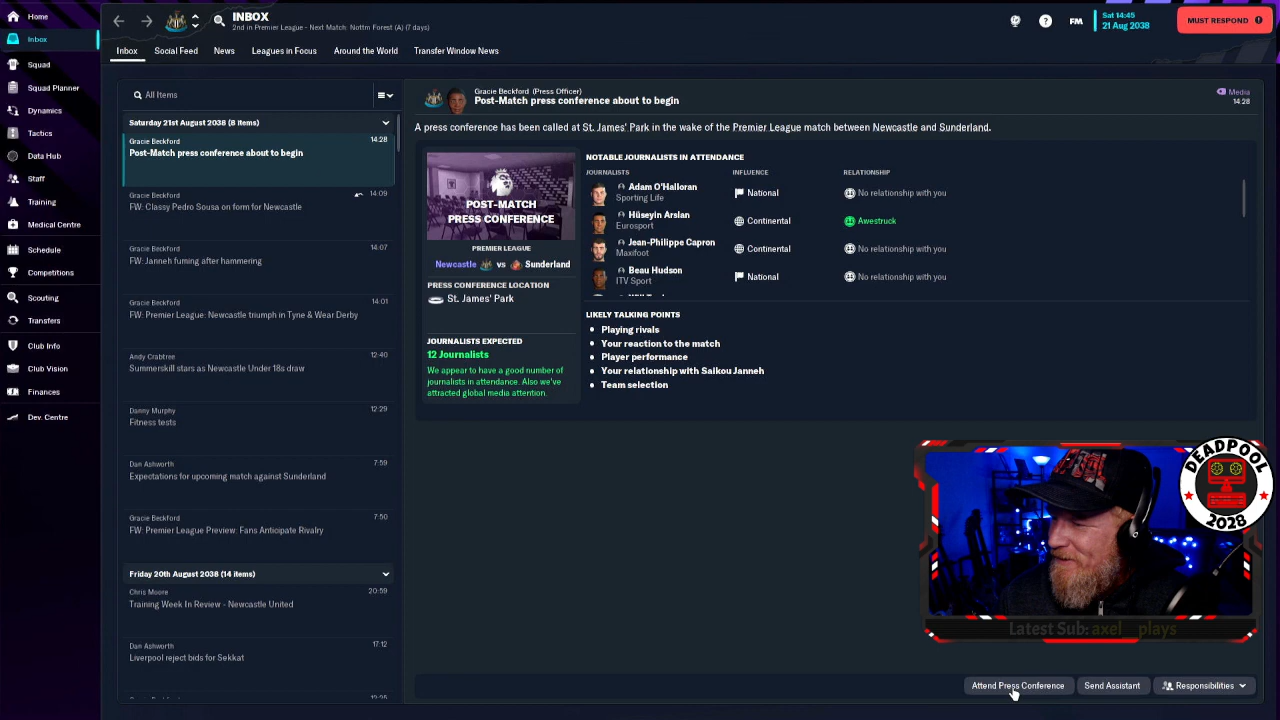 Home
Inbox
Squad
Squad Planner
Dynamics
Tactics
Data Hub
Staff
Training
Medical Centre
Schedule
Competitions
Scouting
Transfers
Club Info
Club Vision
Finances
Dev. Centre
INBOX
2nd in Premier League - Next Match: Nottm Forest (A) (7 days)
FM
Sat 14:45
21 Aug 2038
MUST RESPOND
Inbox Social Feed News Leagues in Focus Around the World Transfer Window News
All Items
Saturday 21st August 2038 (8 items)
Gracie Beckford 14:28
Post-Match press conference about to begin
Gracie Beckford 14:09
FW: Classy Pedro Sousa on form for Newcastle
Gracie Beckford 14:07
FW: Janneh fuming after hammering
Gracie Beckford 14:01
FW: Premier League: Newcastle triumph in Tyne & Wear Derby
Andy Crabtree 12:40
Summerskill stars as Newcastle Under 18s draw
Danny Murphy 12:29
Fitness tests
Dan Ashworth 7:59
Expectations for upcoming match against Sunderland
Gracie Beckford 7:50
FW: Premier League Preview: Fans Anticipate Rivalry
Friday 20th August 2038 (14 items)
Chris Moore 20:59
Training Week In Review - Newcastle United
Dan Ashworth 17:12
Liverpool reject bids for Sekkat
Gracie Beckford (Press Officer)
Post-Match press conference about to begin
Media
14:28
A press conference has been called at St. James' Park in the wake of the Premier League match between Newcastle and Sunderland.
POST-MATCH
PRESS CONFERENCE
PREMIER LEAGUE
Newcastle vs Sunderland
PRESS CONFERENCE LOCATION
St. James' Park
JOURNALISTS EXPECTED
12 Journalists
We appear to have a good number of
journalists in attendance. Also we've
attracted global media attention.
NOTABLE JOURNALISTS IN ATTENDANCE
JOURNALISTS INFLUENCE RELATIONSHIP
Adam O'Halloran National No relationship with you
Sporting Life
Hüseyin Arslan Continental Awestruck
Eurosport
Jean-Philippe Capron Continental No relationship with you
Maxifoot
Beau Hudson National No relationship with you
ITV Sport
LIKELY TALKING POINTS
Playing rivals
Your reaction to the match
Player performance
Your relationship with Saikou Janneh
Team selection
DEADPOOL
2028
Latest Sub: axel__plays
Attend Press Conference Send Assistant Responsibilities